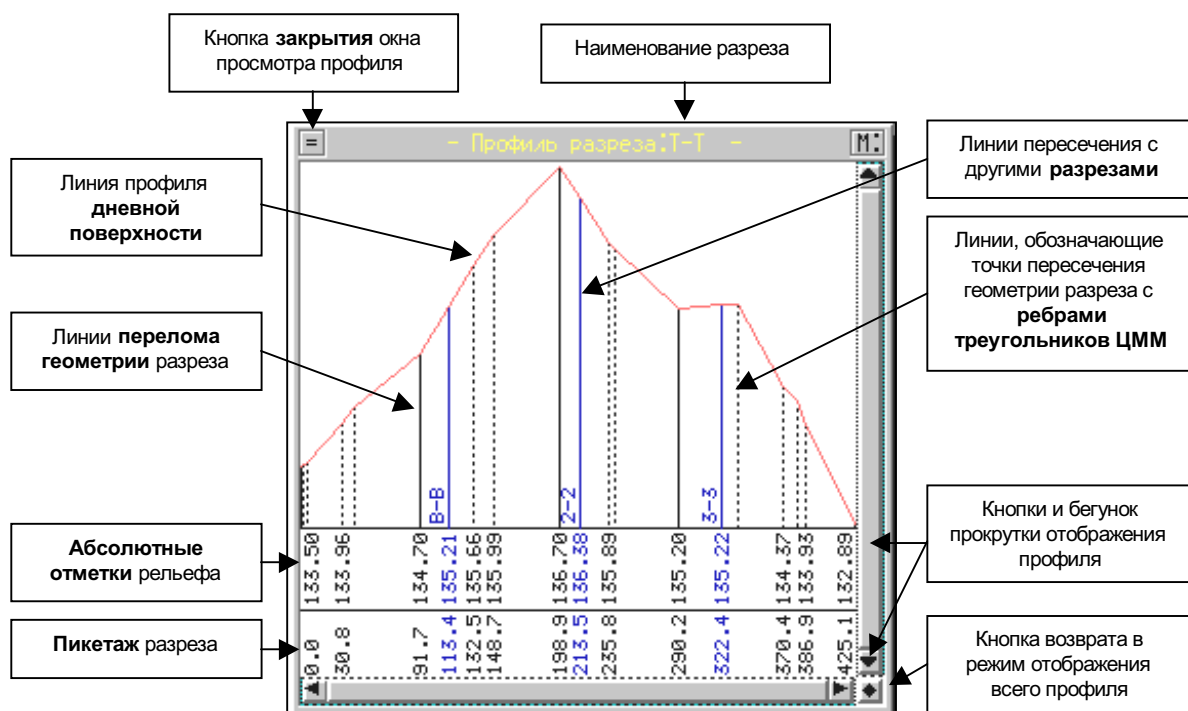 Кнопка закрытия окна
просмотра профиля
Наименование разреза
- Профиль разреза:Т-Т -
М:
Линия профиля
дневной
поверхности
Линии пересечения с
другими разрезами
Линии, обозначающие
точки пересечения
геометрии разреза с
ребрами
треугольников ЦММ
Линии перелома
геометрии разреза
В-В
2-2
3-3
Абсолютные
отметки рельефа
133.50
133.96
134.70
135.21
135.66
135.99
136.70
136.38
135.89
135.20
135.22
134.37
133.93
132.89
Кнопки и бегунок
прокрутки отображения
профиля
Пикетаж разреза
0.0
30.8
91.7
113.4
132.5
148.7
198.9
213.5
235.8
290.2
322.4
370.4
386.9
425.1
Кнопка возврата в
режим отображения
всего профиля